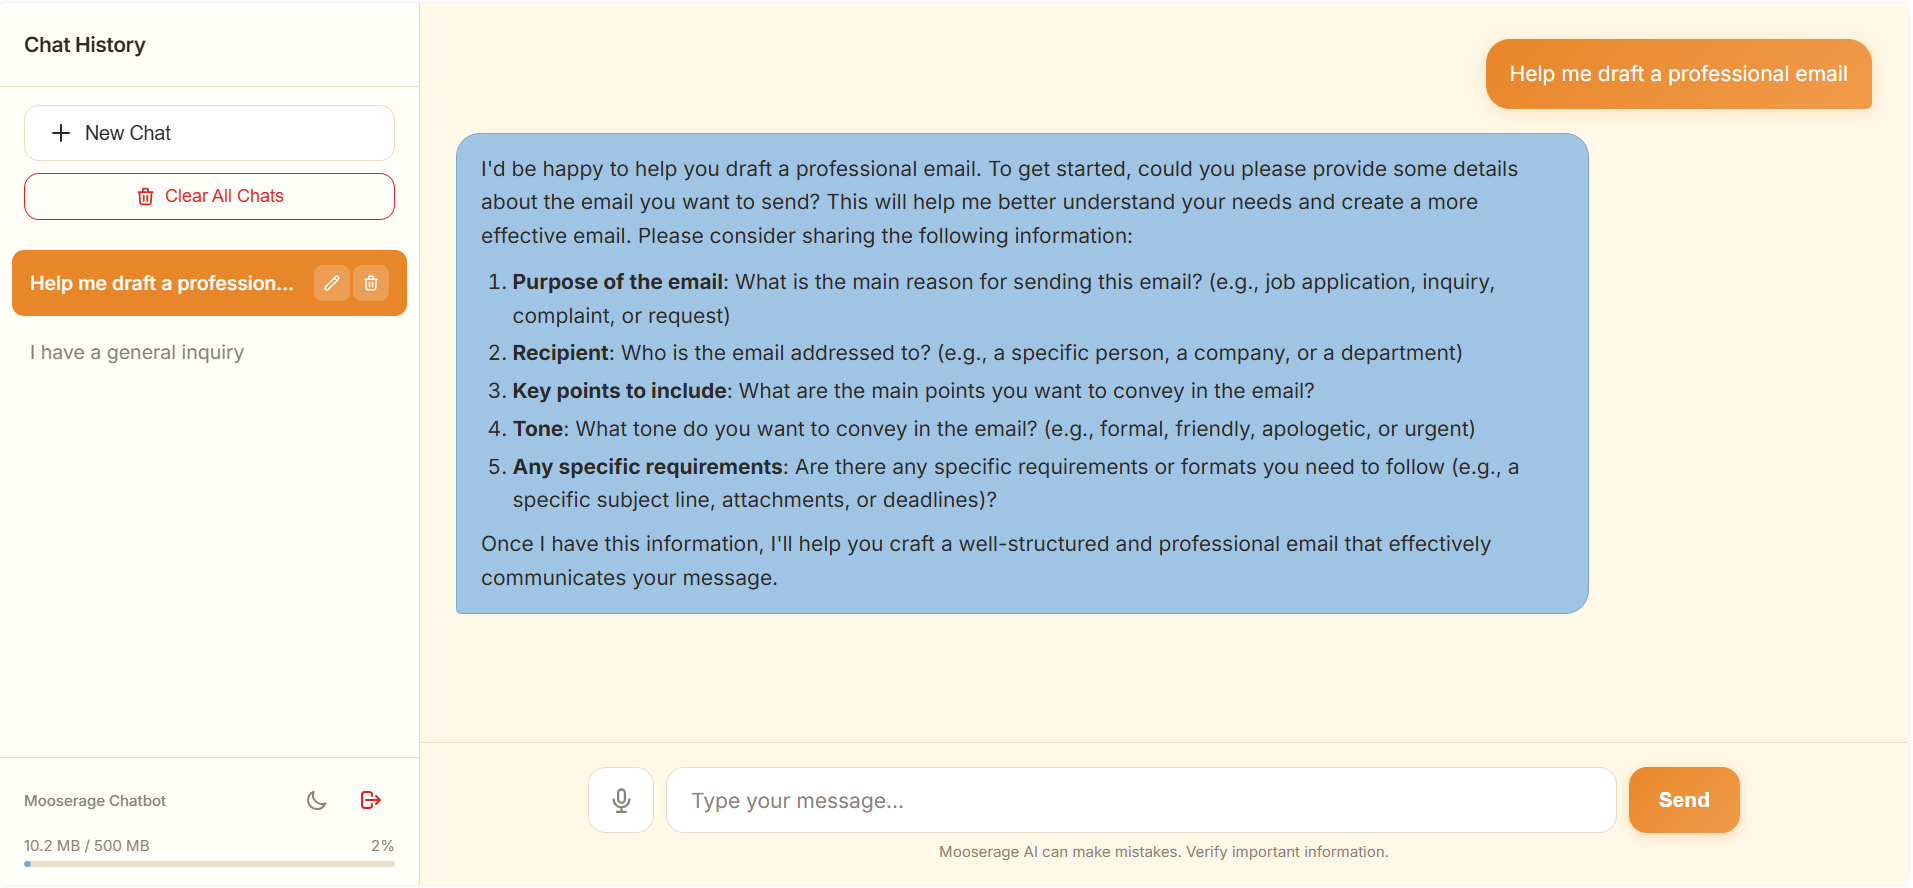 Chat History
New Chat
Clear All Chats
Help me draft a profession...
I have a general inquiry
Mooserage Chatbot
10.2 MB / 500 MB 2%
Help me draft a professional email
I'd be happy to help you draft a professional email. To get started, could you please provide some details
about the email you want to send? This will help me better understand your needs and create a more
effective email. Please consider sharing the following information:
1. Purpose of the email: What is the main reason for sending this email? (e.g., job application, inquiry,
complaint, or request)
2. Recipient: Who is the email addressed to? (e.g., a specific person, a company, or a department)
3. Key points to include: What are the main points you want to convey in the email?
4. Tone: What tone do you want to convey in the email? (e.g., formal, friendly, apologetic, or urgent)
5. Any specific requirements: Are there any specific requirements or formats you need to follow (e.g., a
specific subject line, attachments, or deadlines)?
Once I have this information, I'll help you craft a well-structured and professional email that effectively
communicates your message.
Type your message...
Send
Mooserage AI can make mistakes. Verify important information.